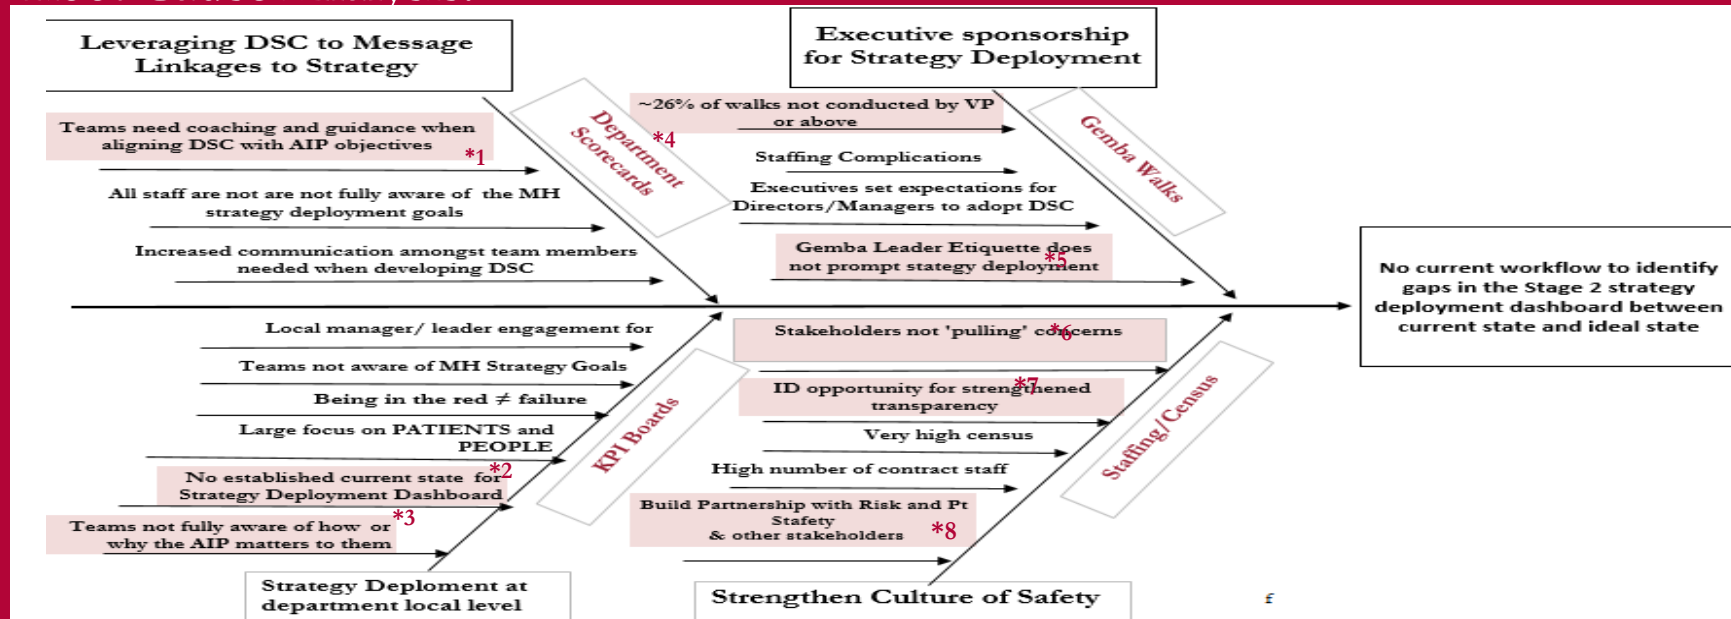 Leveraging DSC to Message
Linkages to Strategy
Teams need coaching and guidance when
aligning DSC with AIP objectives
*1
All staff are not are not fully aware of the MH
strategy deployment goals
Increased communication amongst team members
needed when developing DSC
Department
Scorecards
*4
Executive sponsorship
for Strategy Deployment
~26% of walks not conducted by VP
or above
Staffing Complications
Executives set expectations for
Directors/Managers to adopt DSC
Gemba Leader Etiquette does
not prompt stategy deployment
*5
Gemba Walks
No current workflow to identify
gaps in the Stage 2 strategy
deployment dashboard between
current state and ideal state
Local manager/ leader engagement for
Teams not aware of MH Strategy Goals
Being in the red ≠ failure
Large focus on PATIENTS and
PEOPLE
No established current state for
Strategy Deployment Dashboard
*2
Teams not fully aware of how or
why the AIP matters to them
*3
KPI Boards
Strategy Deploment at
department local level
Stakeholders not 'pulling' concerns
*6
ID opportunity for strengthened
transparency
*7
Very high census
High number of contract staff
Build Partnership with Risk and Pt
Stafety
& other stakeholders
*8
Staffing/Census
Strengthen Culture of Safety
f